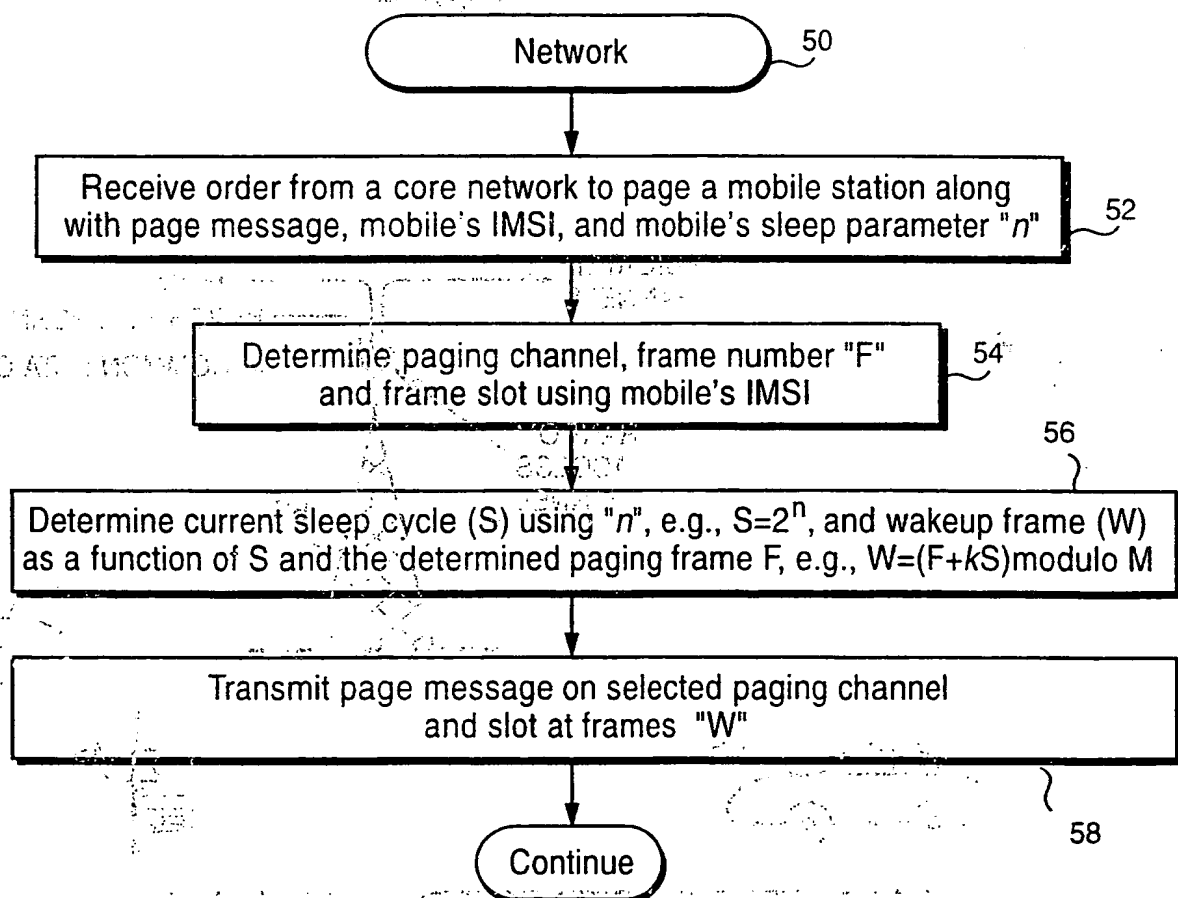 Network
50
Receive order from a core network to page a mobile station along
with page message, mobile's IMSI, and mobile's sleep parameter "n"
52
Determine paging channel, frame number "F"
and frame slot using mobile's IMSI
54
56
Determine current sleep cycle (S) using "n", e.g., S=2^n, and wakeup frame (W)
as a function of S and the determined paging frame F, e.g., W=(F+kS)modulo M
Transmit page message on selected paging channel
and slot at frames "W"
58
Continue